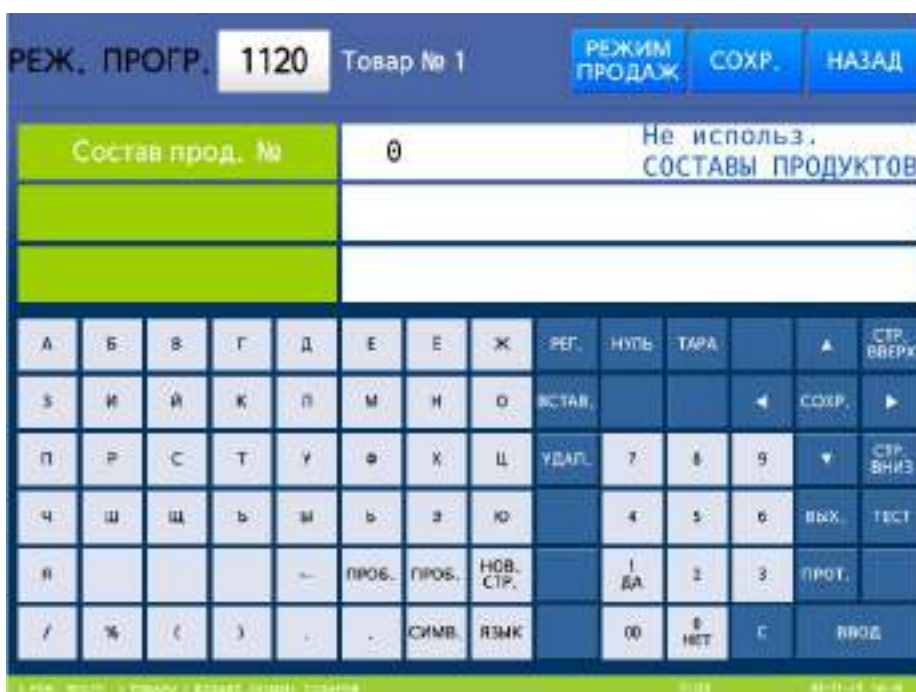 РЕЖ. ПРОГР. 1120 Товар № 1 РЕЖИМ ПРОДАЖ СОХР. НАЗАД
Состав прод. № 0 Не использ.
СОСТАВЫ ПРОДУКТОВ
А Б В Г Д Е Ё Ж РЕГ. НУЛЬ ТАРА ▲ СТР. ВВЕРХ
З И Й К Л М Н О ВСТАВ. ◀ СОХР. ▶
П Р С Т У Ф Х Ц УДАЛ. 7 8 9 ▼ СТР. ВНИЗ
Ч Ш Щ Ъ Ы Ь Э Ю 4 5 6 ВЫХ. ТЕСТ
Я ПРОБ. ПРОБ. НОВ. СТР. 1 ДА 2 3 ПРОТ.
/ % ( ) СИМВ. ЯЗЫК 00 0 НЕТ С ВВОД